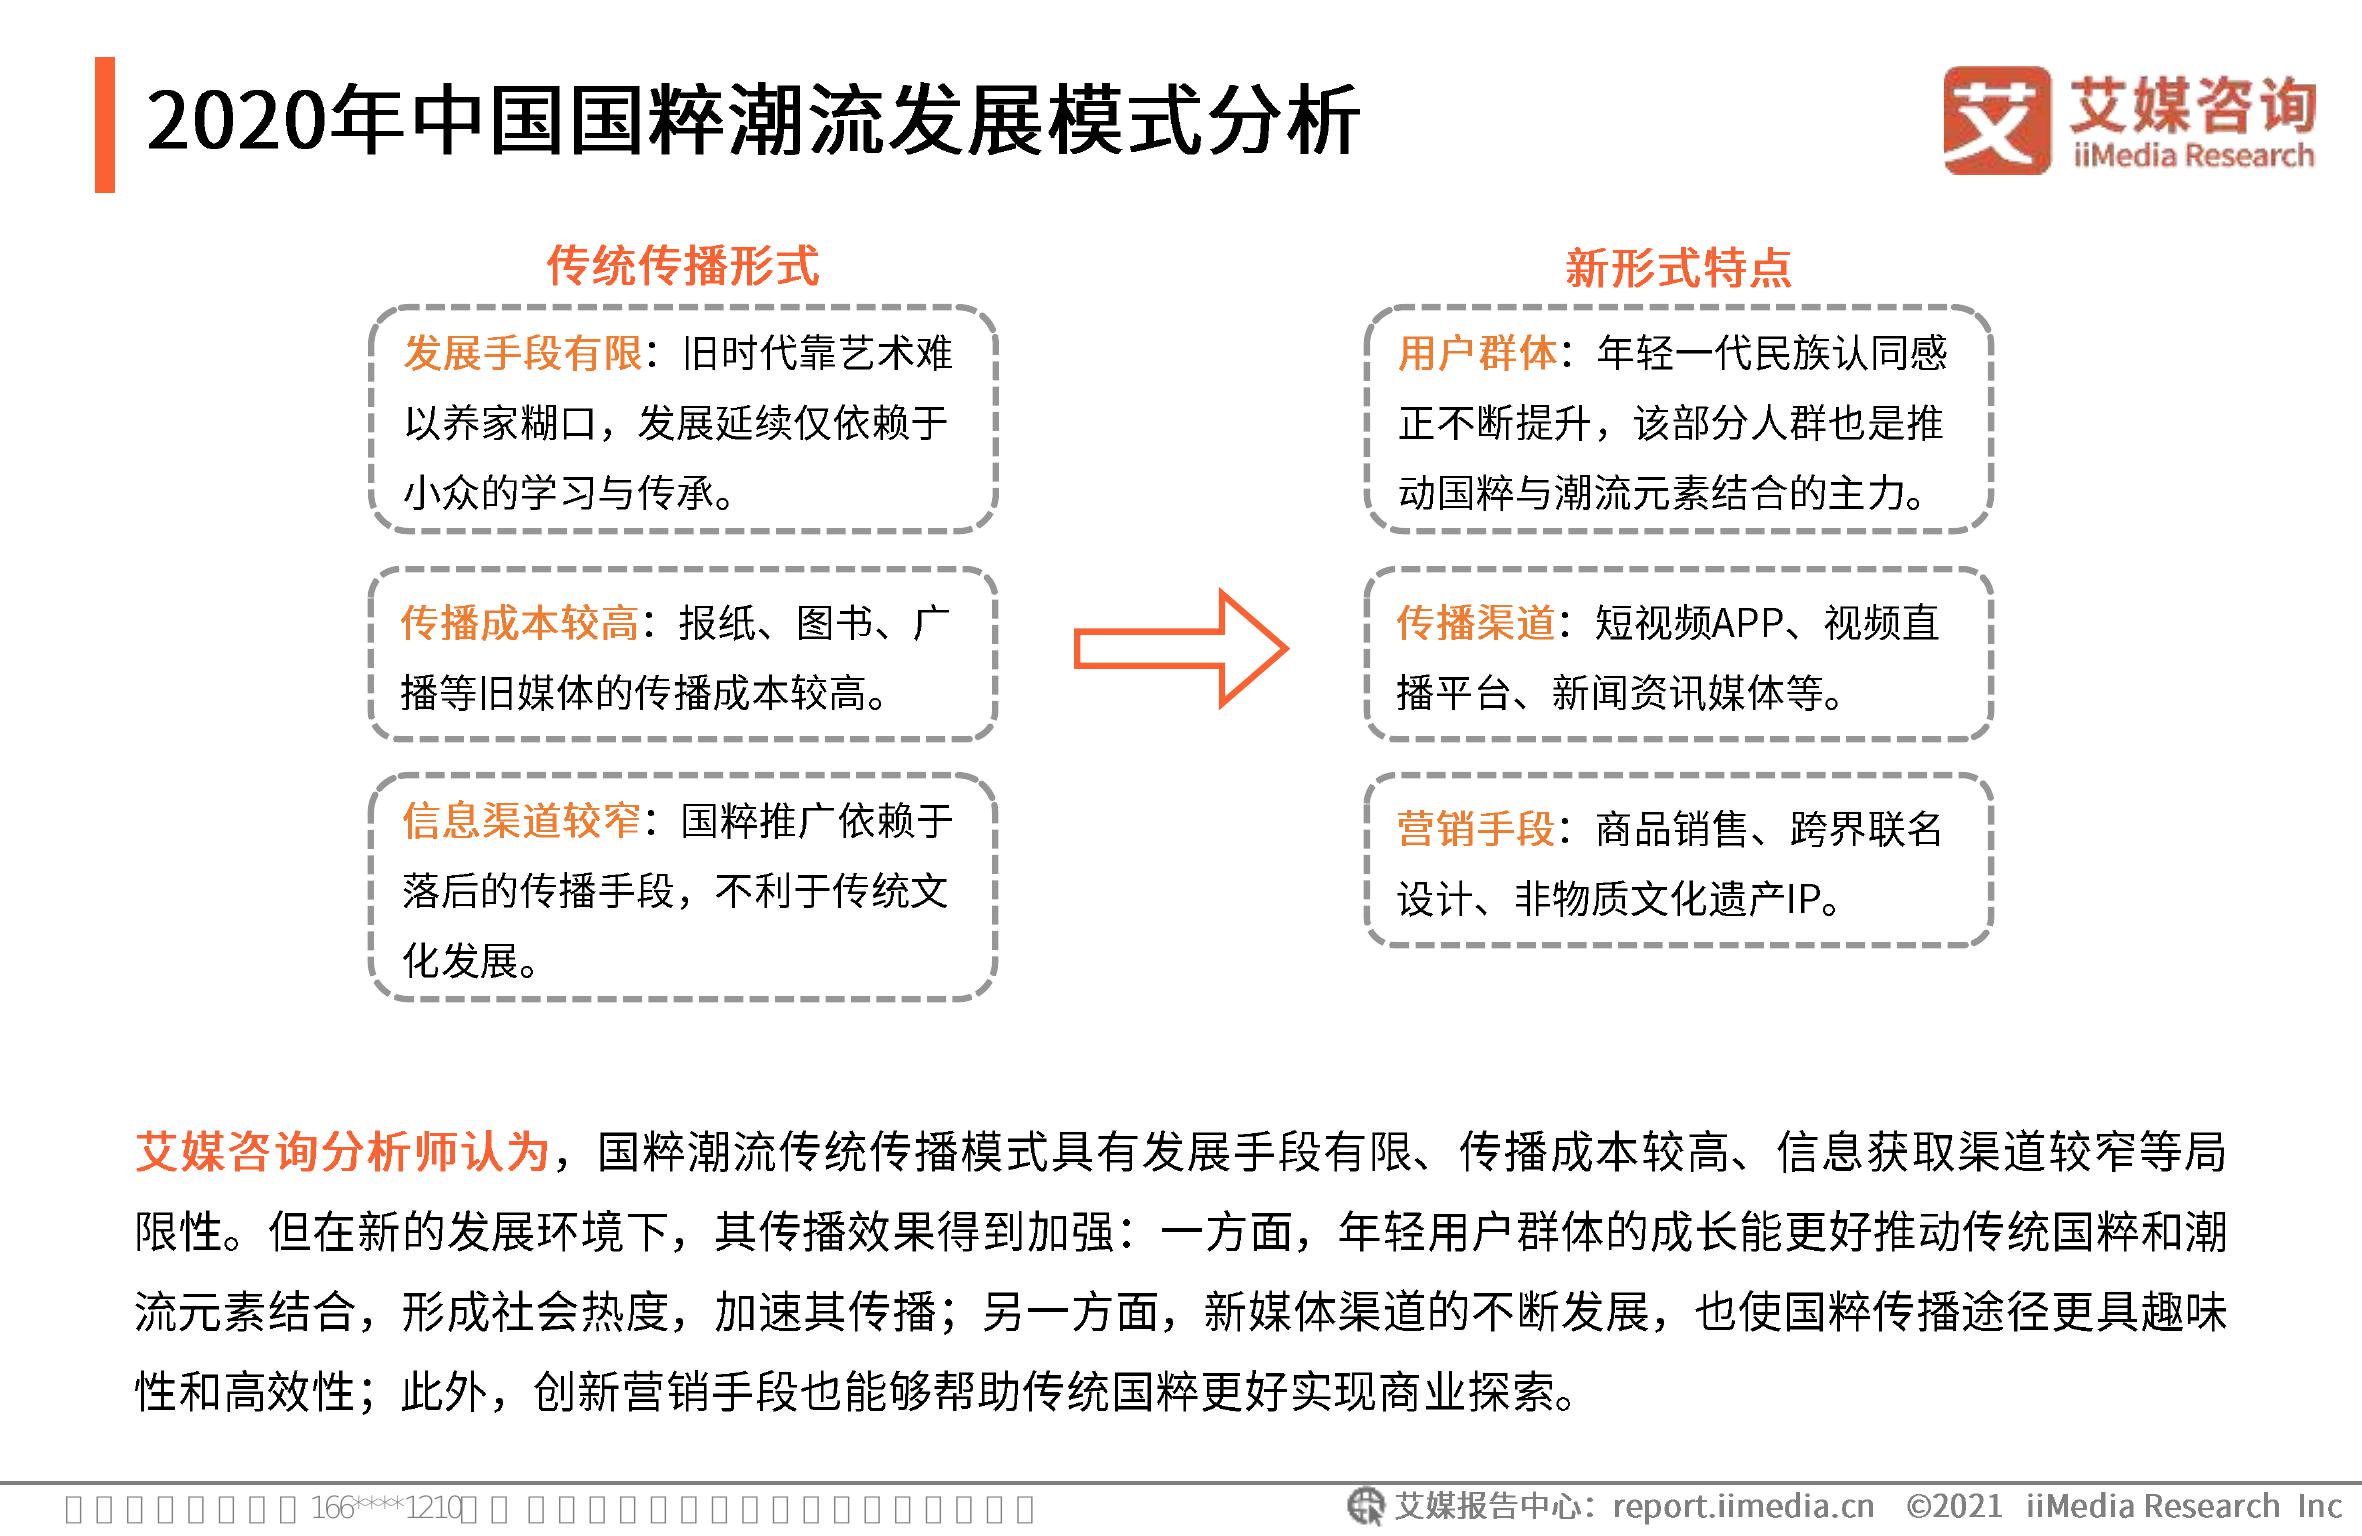 2020年中国国粹潮流发展模式分析
艾 艾媒咨询
iiMedia Research
传统传播形式
发展手段有限：旧时代靠艺术难
以养家糊口，发展延续仅依赖于
小众的学习与传承。
传播成本较高：报纸、图书、广
播等旧媒体的传播成本较高。
信息渠道较窄：国粹推广依赖于
落后的传播手段，不利于传统文
化发展。
新形式特点
用户群体：年轻一代民族认同感
正不断提升，该部分人群也是推
动国粹与潮流元素结合的主力。
传播渠道：短视频APP、视频直
播平台、新闻资讯媒体等。
营销手段：商品销售、跨界联名
设计、非物质文化遗产IP。
艾媒咨询分析师认为，国粹潮流传统传播模式具有发展手段有限、传播成本较高、信息获取渠道较窄等局
限性。但在新的发展环境下，其传播效果得到加强：一方面，年轻用户群体的成长能更好推动传统国粹和潮
流元素结合，形成社会热度，加速其传播；另一方面，新媒体渠道的不断发展，也使国粹传播途径更具趣味
性和高效性；此外，创新营销手段也能够帮助传统国粹更好实现商业探索。
166****1210
艾媒报告中心：report.iimedia.cn ©2021 iiMedia Research Inc